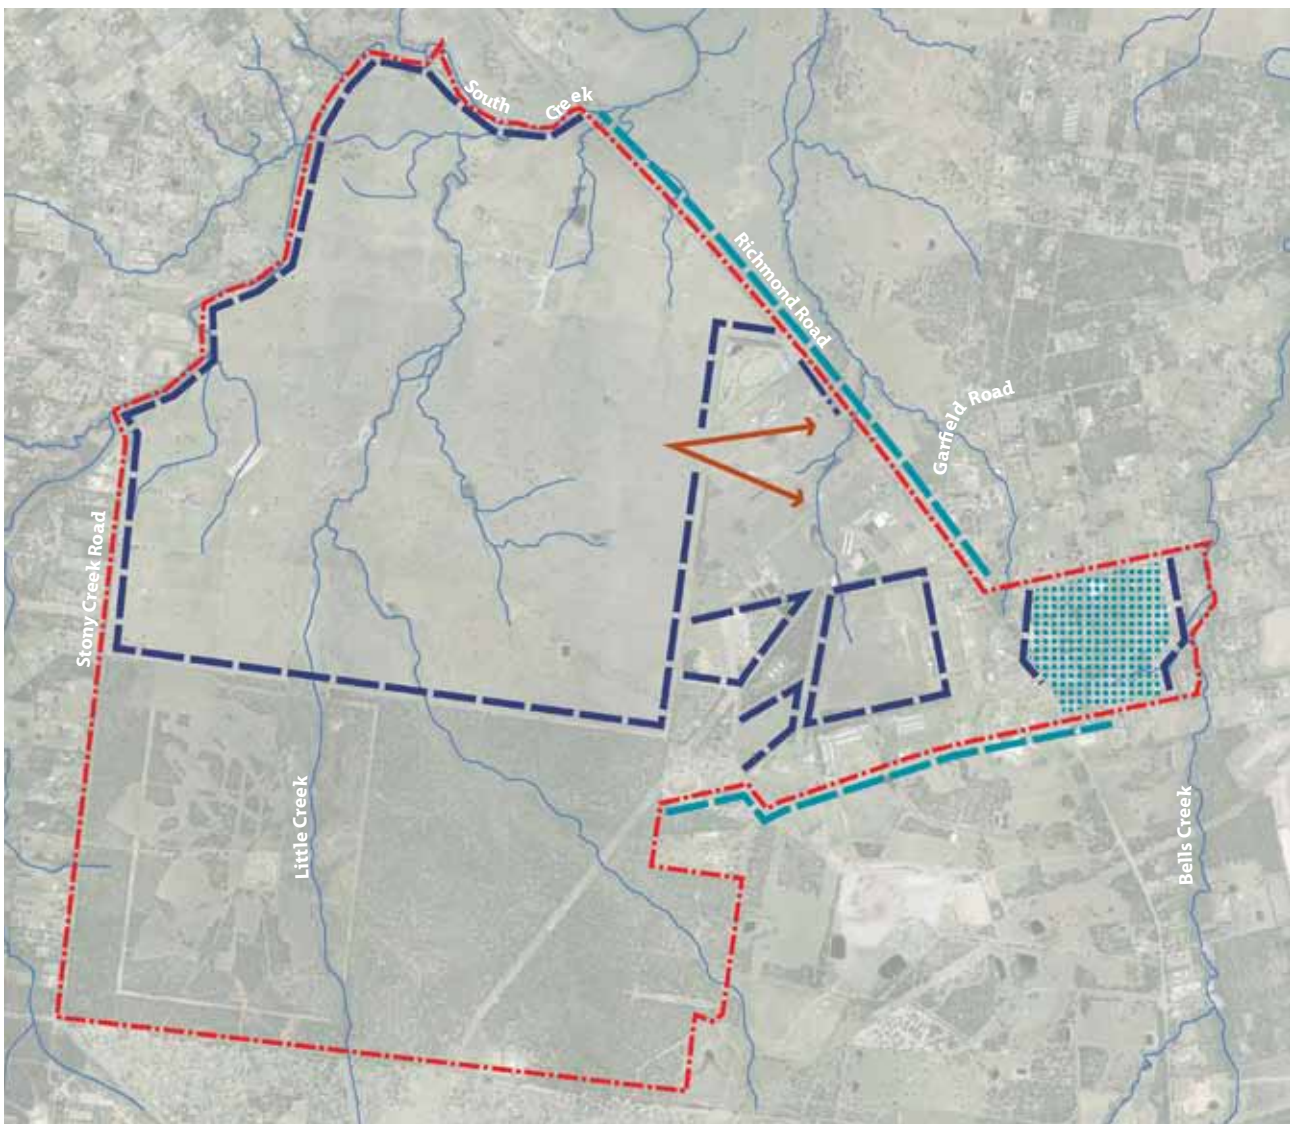 South Creek
Richmond Road
Garfield Road
Stony Creek Road
Little Creek
Bells Creek